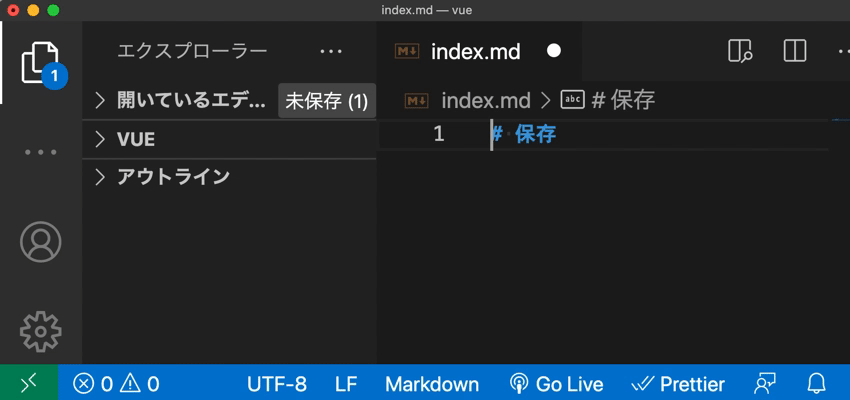 index.md — vue
エクスプローラー
index.md
1
開いているエデ... 未保存 (1)
index.md > # 保存
VUE
1 # 保存
アウトライン
0 0 UTF-8 LF Markdown Go Live Prettier